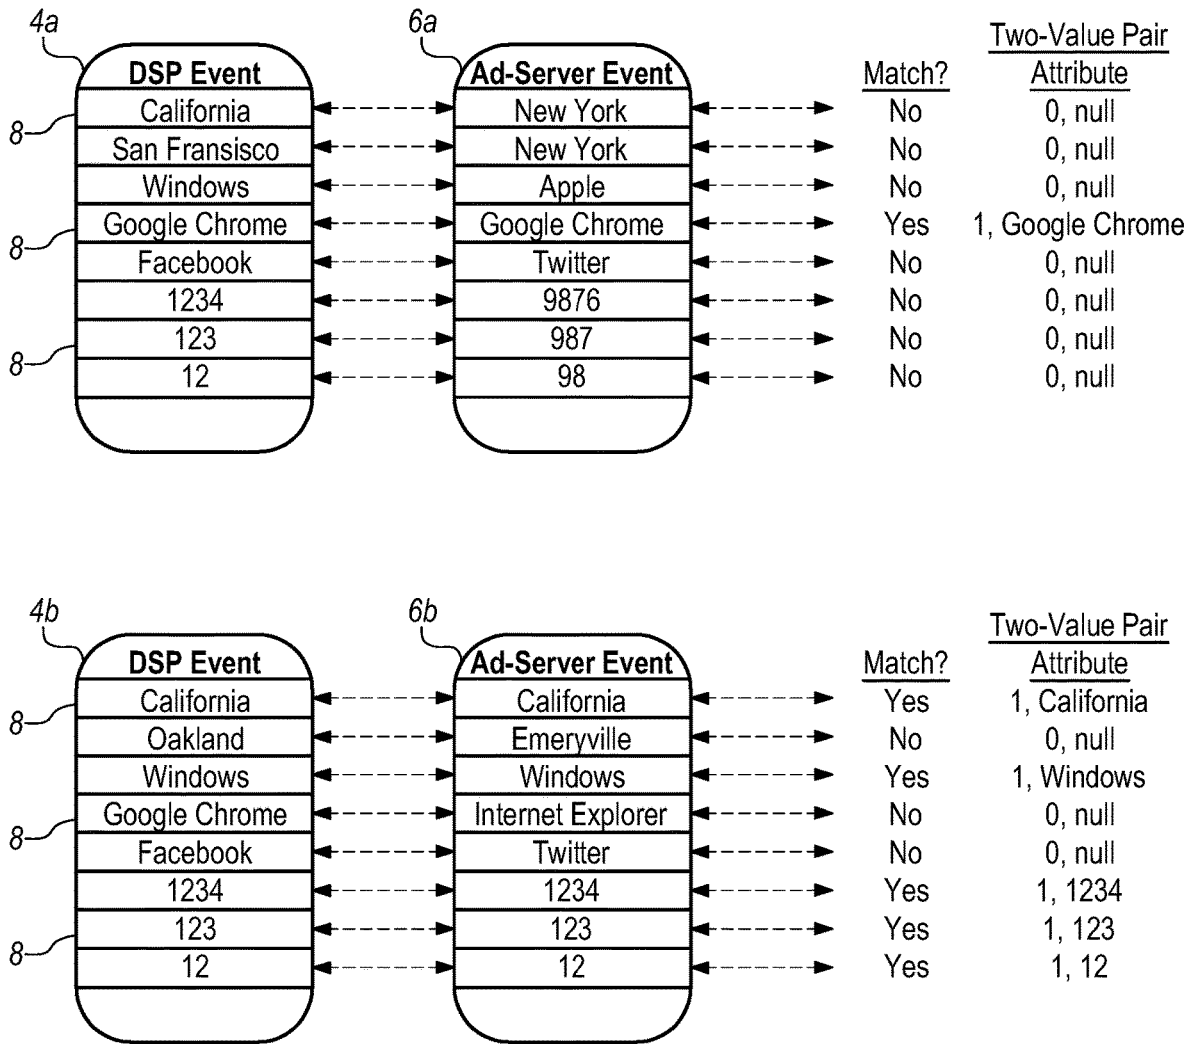 4a 6a Two-Value Pair
DSP Event Ad-Server Event Match? Attribute
8 California New York No 0, null
San Fransisco New York No 0, null
Windows Apple No 0, null
8 Google Chrome Google Chrome Yes 1, Google Chrome
Facebook Twitter No 0, null
1234 9876 No 0, null
8 123 987 No 0, null
12 98 No 0, null
4b 6b Two-Value Pair
DSP Event Ad-Server Event Match? Attribute
8 California California Yes 1, California
Oakland Emeryville No 0, null
Windows Windows Yes 1, Windows
8 Google Chrome Internet Explorer No 0, null
Facebook Twitter No 0, null
1234 1234 Yes 1, 1234
8 123 123 Yes 1, 123
12 12 Yes 1, 12